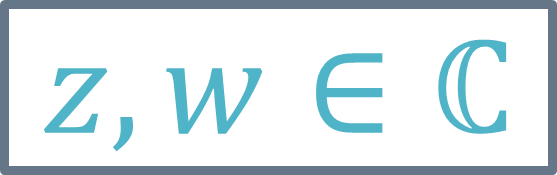 z, w ∈ ℂ